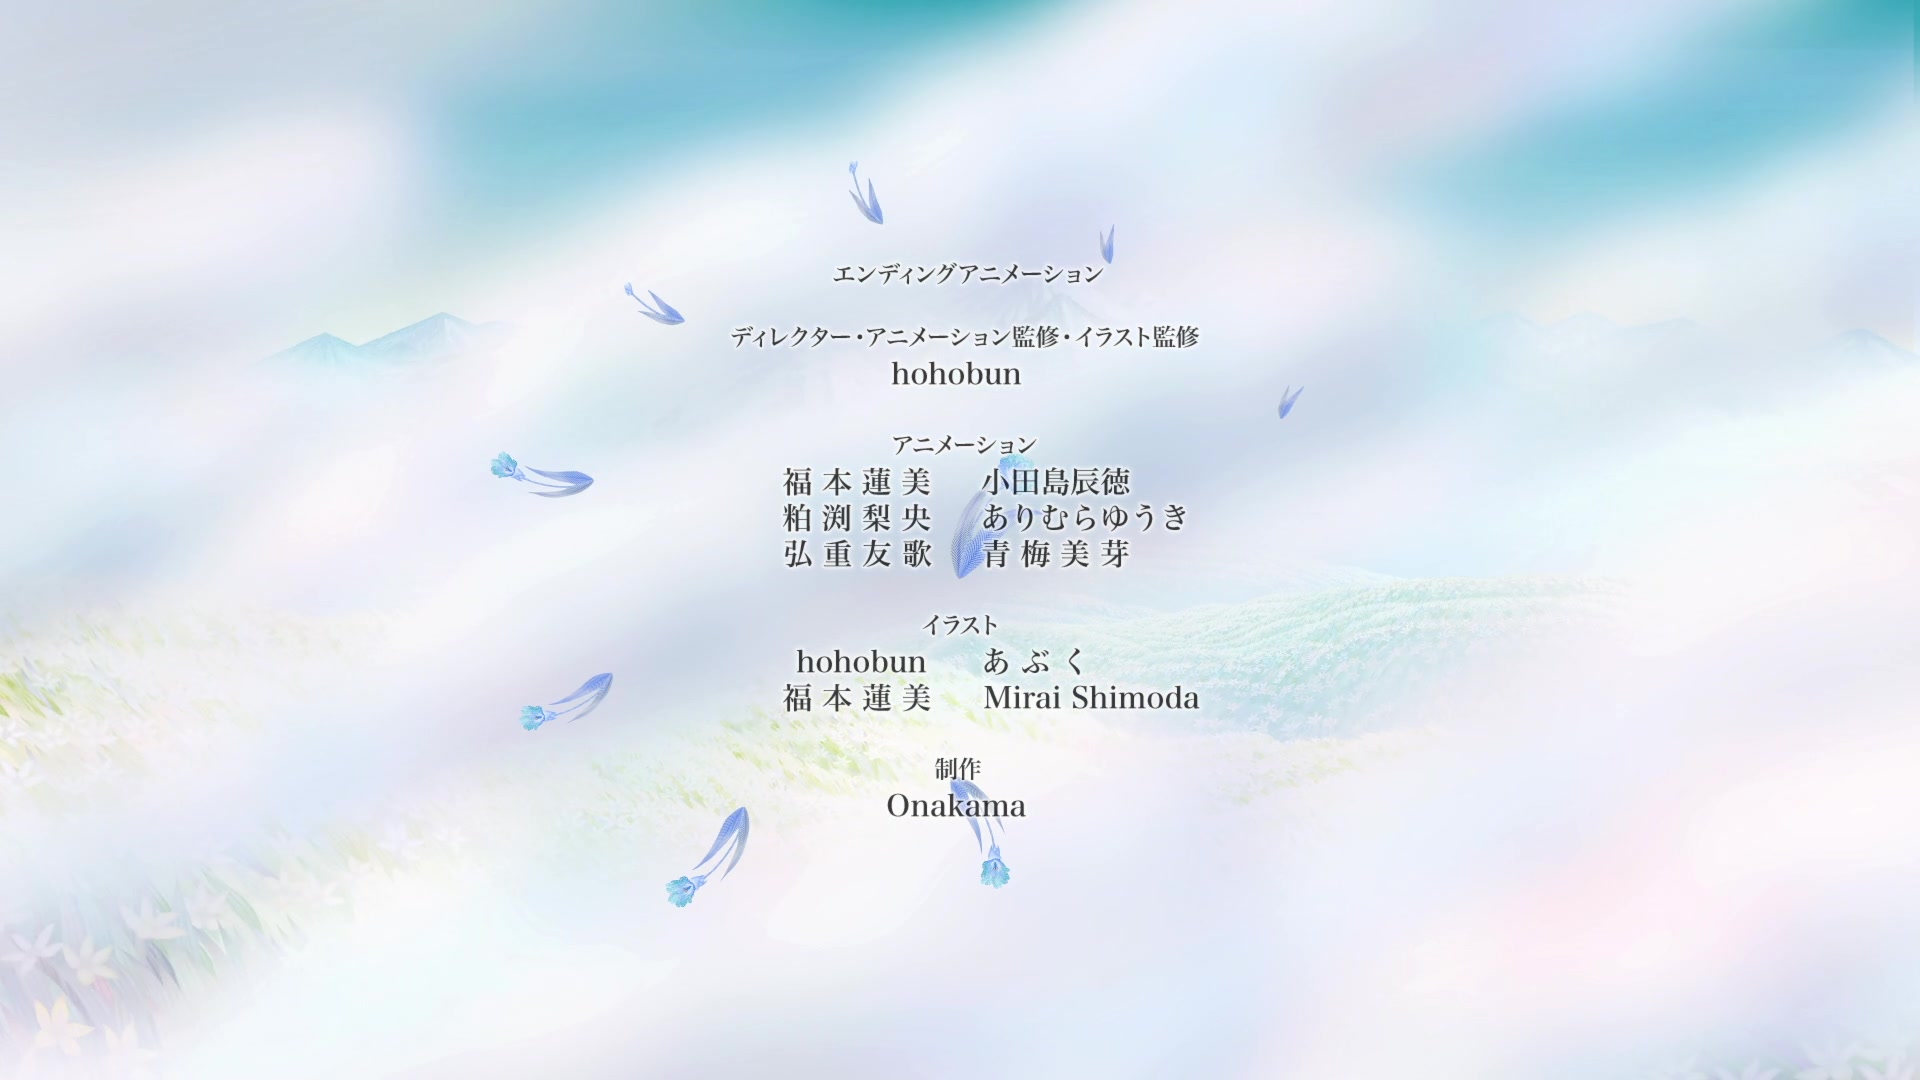 エンディングアニメーション
ディレクター・アニメーション監修・イラスト監修
hohobun
アニメーション
福本蓮美 小田島辰徳
粕渕梨央 ありむらゆうき
弘重友歌 青梅美芽
イラスト
hohobun あぶく
福本蓮美 Mirai Shimoda
制作
Onakama